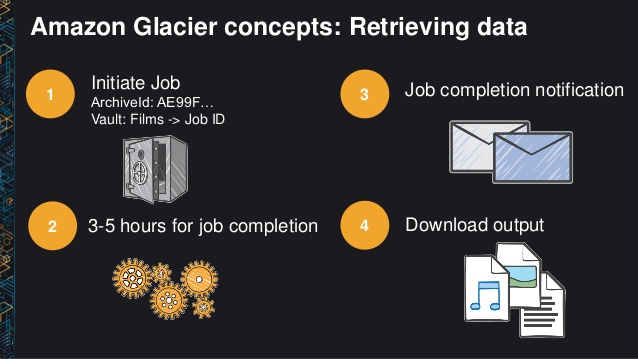 Amazon Glacier concepts: Retrieving data
1
Initiate Job
ArchiveId: AE99F…
Vault: Films -> Job ID
2
3-5 hours for job completion
3
Job completion notification
4
Download output